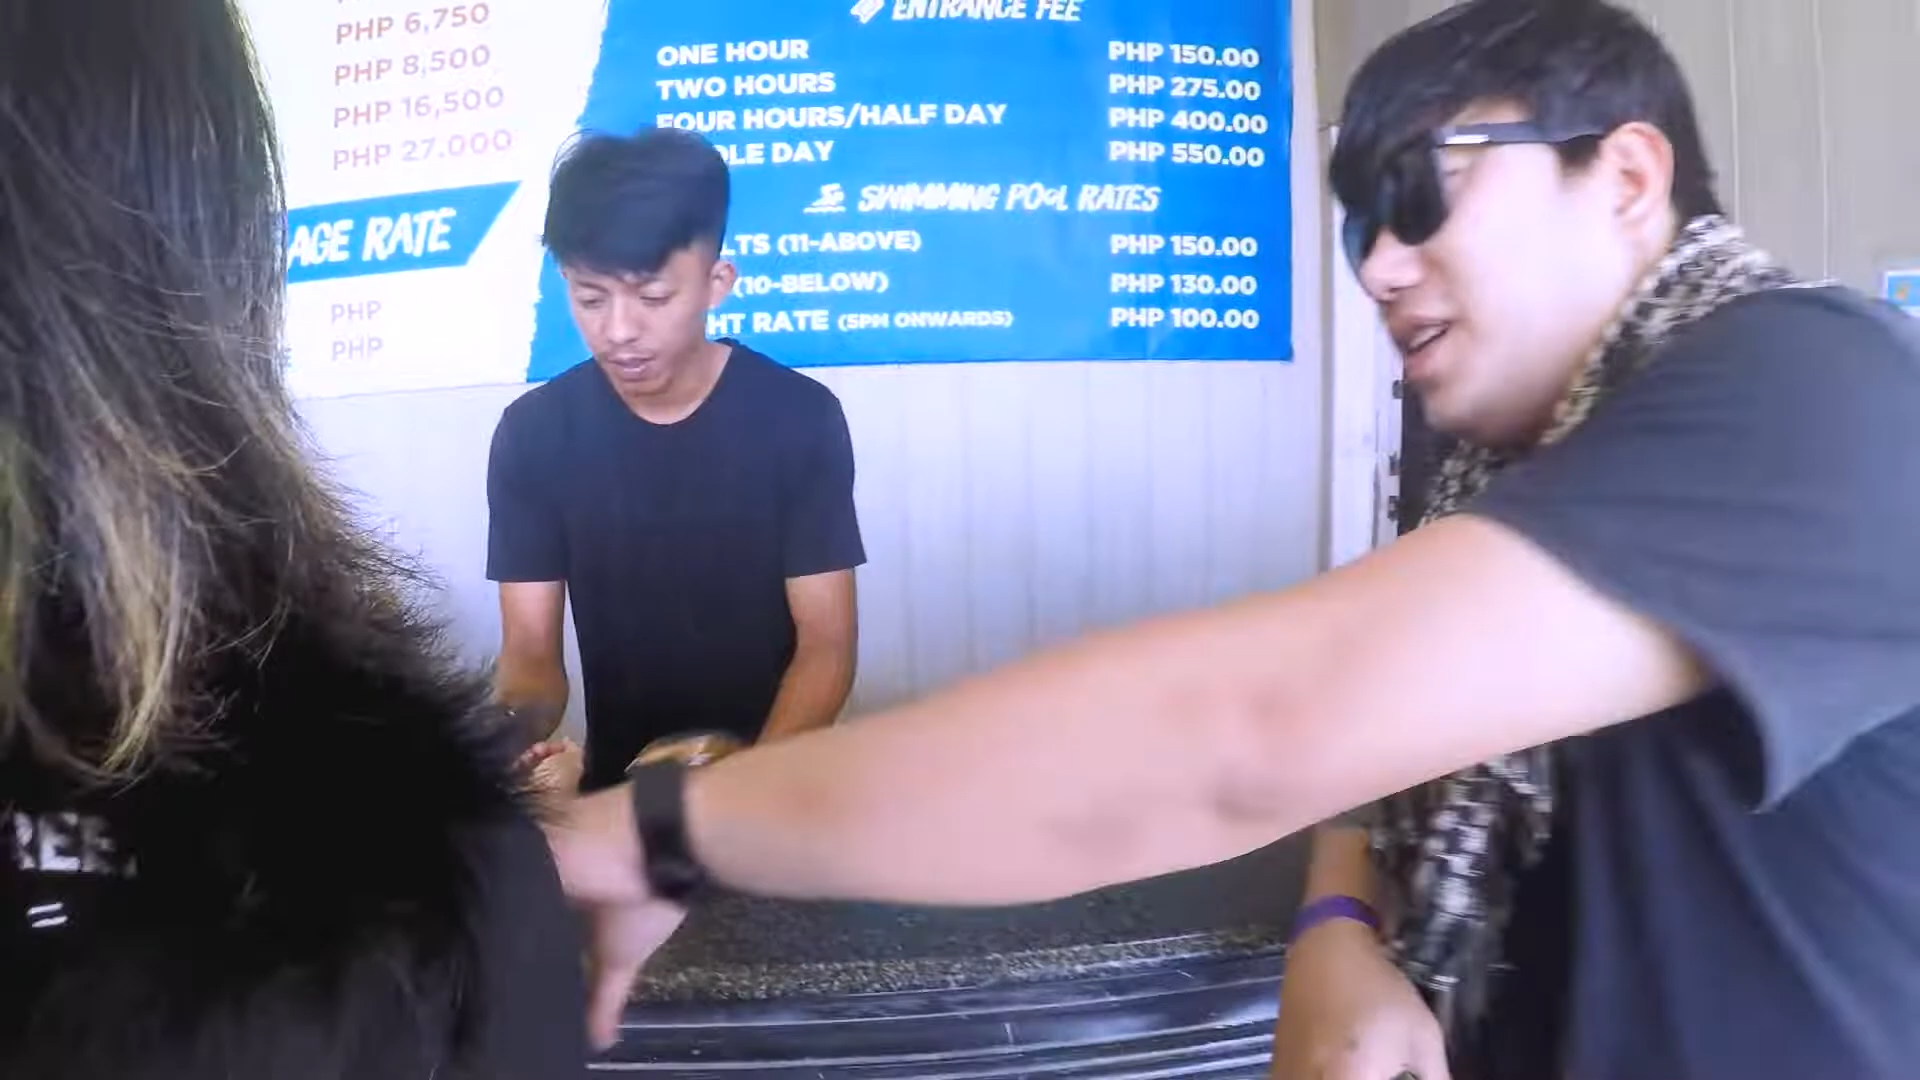 PHP 6,750
PHP 8,500
PHP 16,500
PHP 27,000
AGE RATE
PHP
PHP
ENTRANCE FEE
ONE HOUR PHP 150.00
TWO HOURS PHP 275.00
FOUR HOURS/HALF DAY PHP 400.00
OLE DAY PHP 550.00
SWIMMING POOL RATES
LTS (11-ABOVE) PHP 150.00
(10-BELOW) PHP 130.00
HT RATE (5PM ONWARDS) PHP 100.00